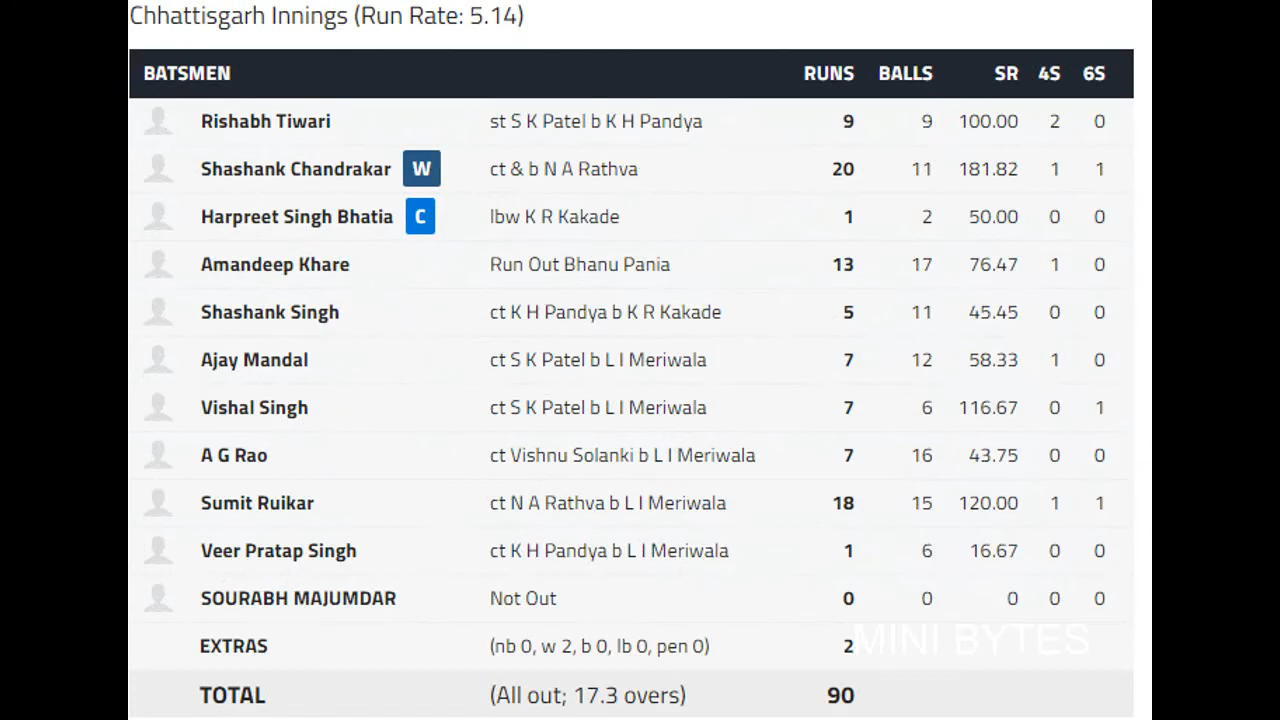 Chhattisgarh Innings (Run Rate: 5.14)
BATSMEN RUNS BALLS SR 4S 6S
Rishabh Tiwari st S K Patel b K H Pandya 9 9 100.00 2 0
Shashank Chandrakar W ct & b N A Rathva 20 11 181.82 1 1
Harpreet Singh Bhatia C lbw K R Kakade 1 2 50.00 0 0
Amandeep Khare Run Out Bhanu Pania 13 17 76.47 1 0
Shashank Singh ct K H Pandya b K R Kakade 5 11 45.45 0 0
Ajay Mandal ct S K Patel b L I Meriwala 7 12 58.33 1 0
Vishal Singh ct S K Patel b L I Meriwala 7 6 116.67 0 1
A G Rao ct Vishnu Solanki b L I Meriwala 7 16 43.75 0 0
Sumit Ruikar ct N A Rathva b L I Meriwala 18 15 120.00 1 1
Veer Pratap Singh ct K H Pandya b L I Meriwala 1 6 16.67 0 0
SOURABH MAJUMDAR Not Out 0 0 0 0 0
EXTRAS (nb 0, w 2, b 0, lb 0, pen 0) 2
MINI BYTES
TOTAL (All out; 17.3 overs) 90